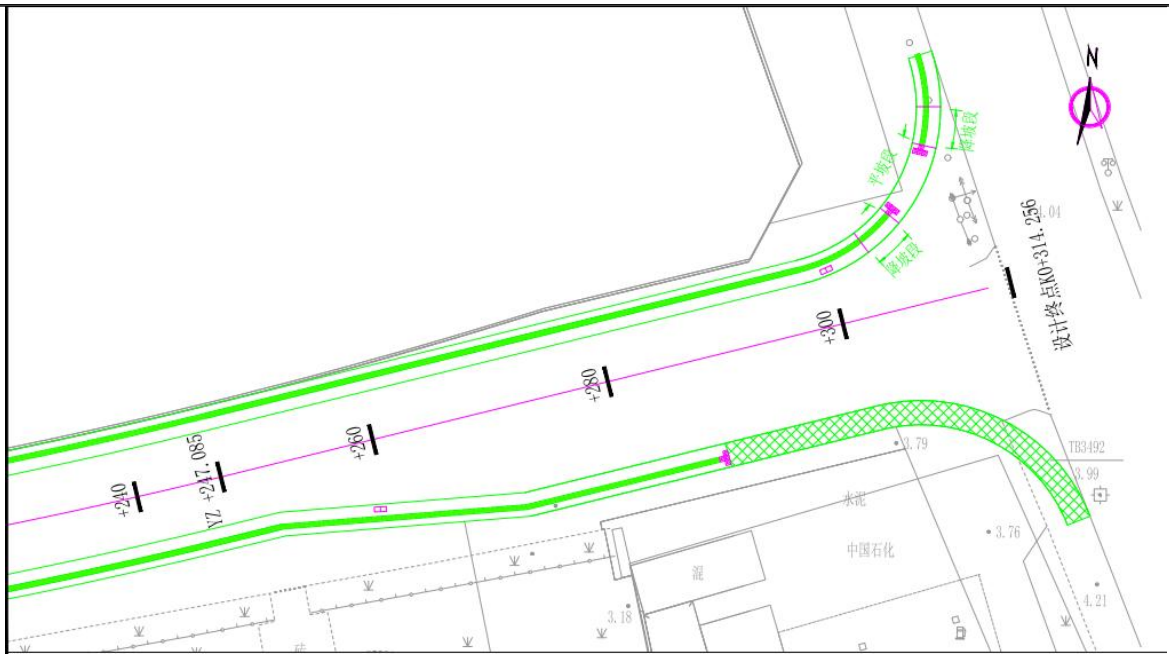 N
降坡段
平坡段
降坡段
4.04
设计终点K0+314.256
+300
+280
+260
YZ +247.085
+240
3.79
TB3492
3.99
水泥
中国石化
3.76
混
4.21
3.18
砖